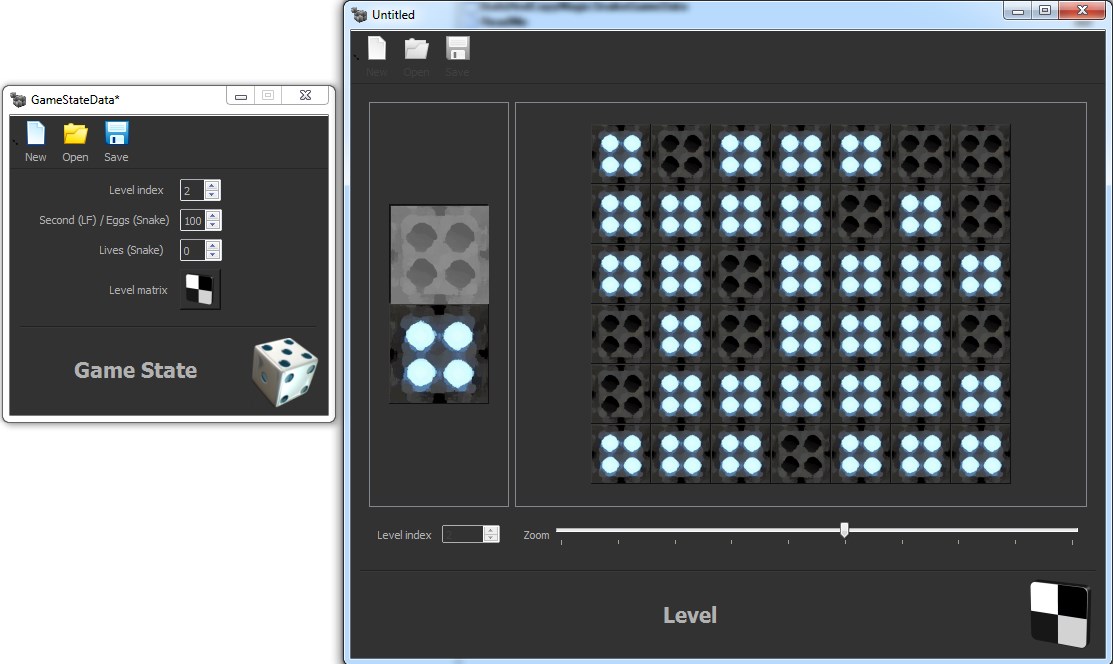 GameStateData*
New Open Save
Level index 2
Second (LF) / Eggs (Snake) 100
Lives (Snake) 0
Level matrix
Game State
Untitled
New Open Save
Level index 2
Zoom
Level